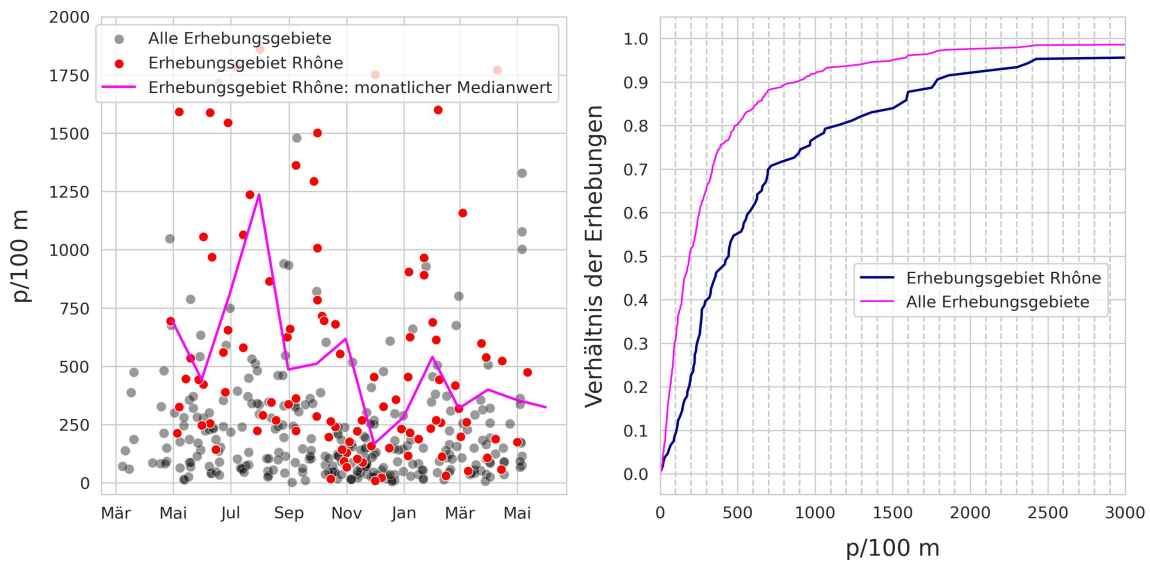 2000
1750
1500
1250
1000
750
500
250
0
p/100 m
Alle Erhebungsgebiete
Erhebungsgebiet Rhône
Erhebungsgebiet Rhône: monatlicher Medianwert
Mär Mai Jul Sep Nov Jan Mär Mai
1.0
0.9
0.8
0.7
0.6
0.5
0.4
0.3
0.2
0.1
0.0
Verhältnis der Erhebungen
Erhebungsgebiet Rhône
Alle Erhebungsgebiete
0 500 1000 1500 2000 2500 3000
p/100 m